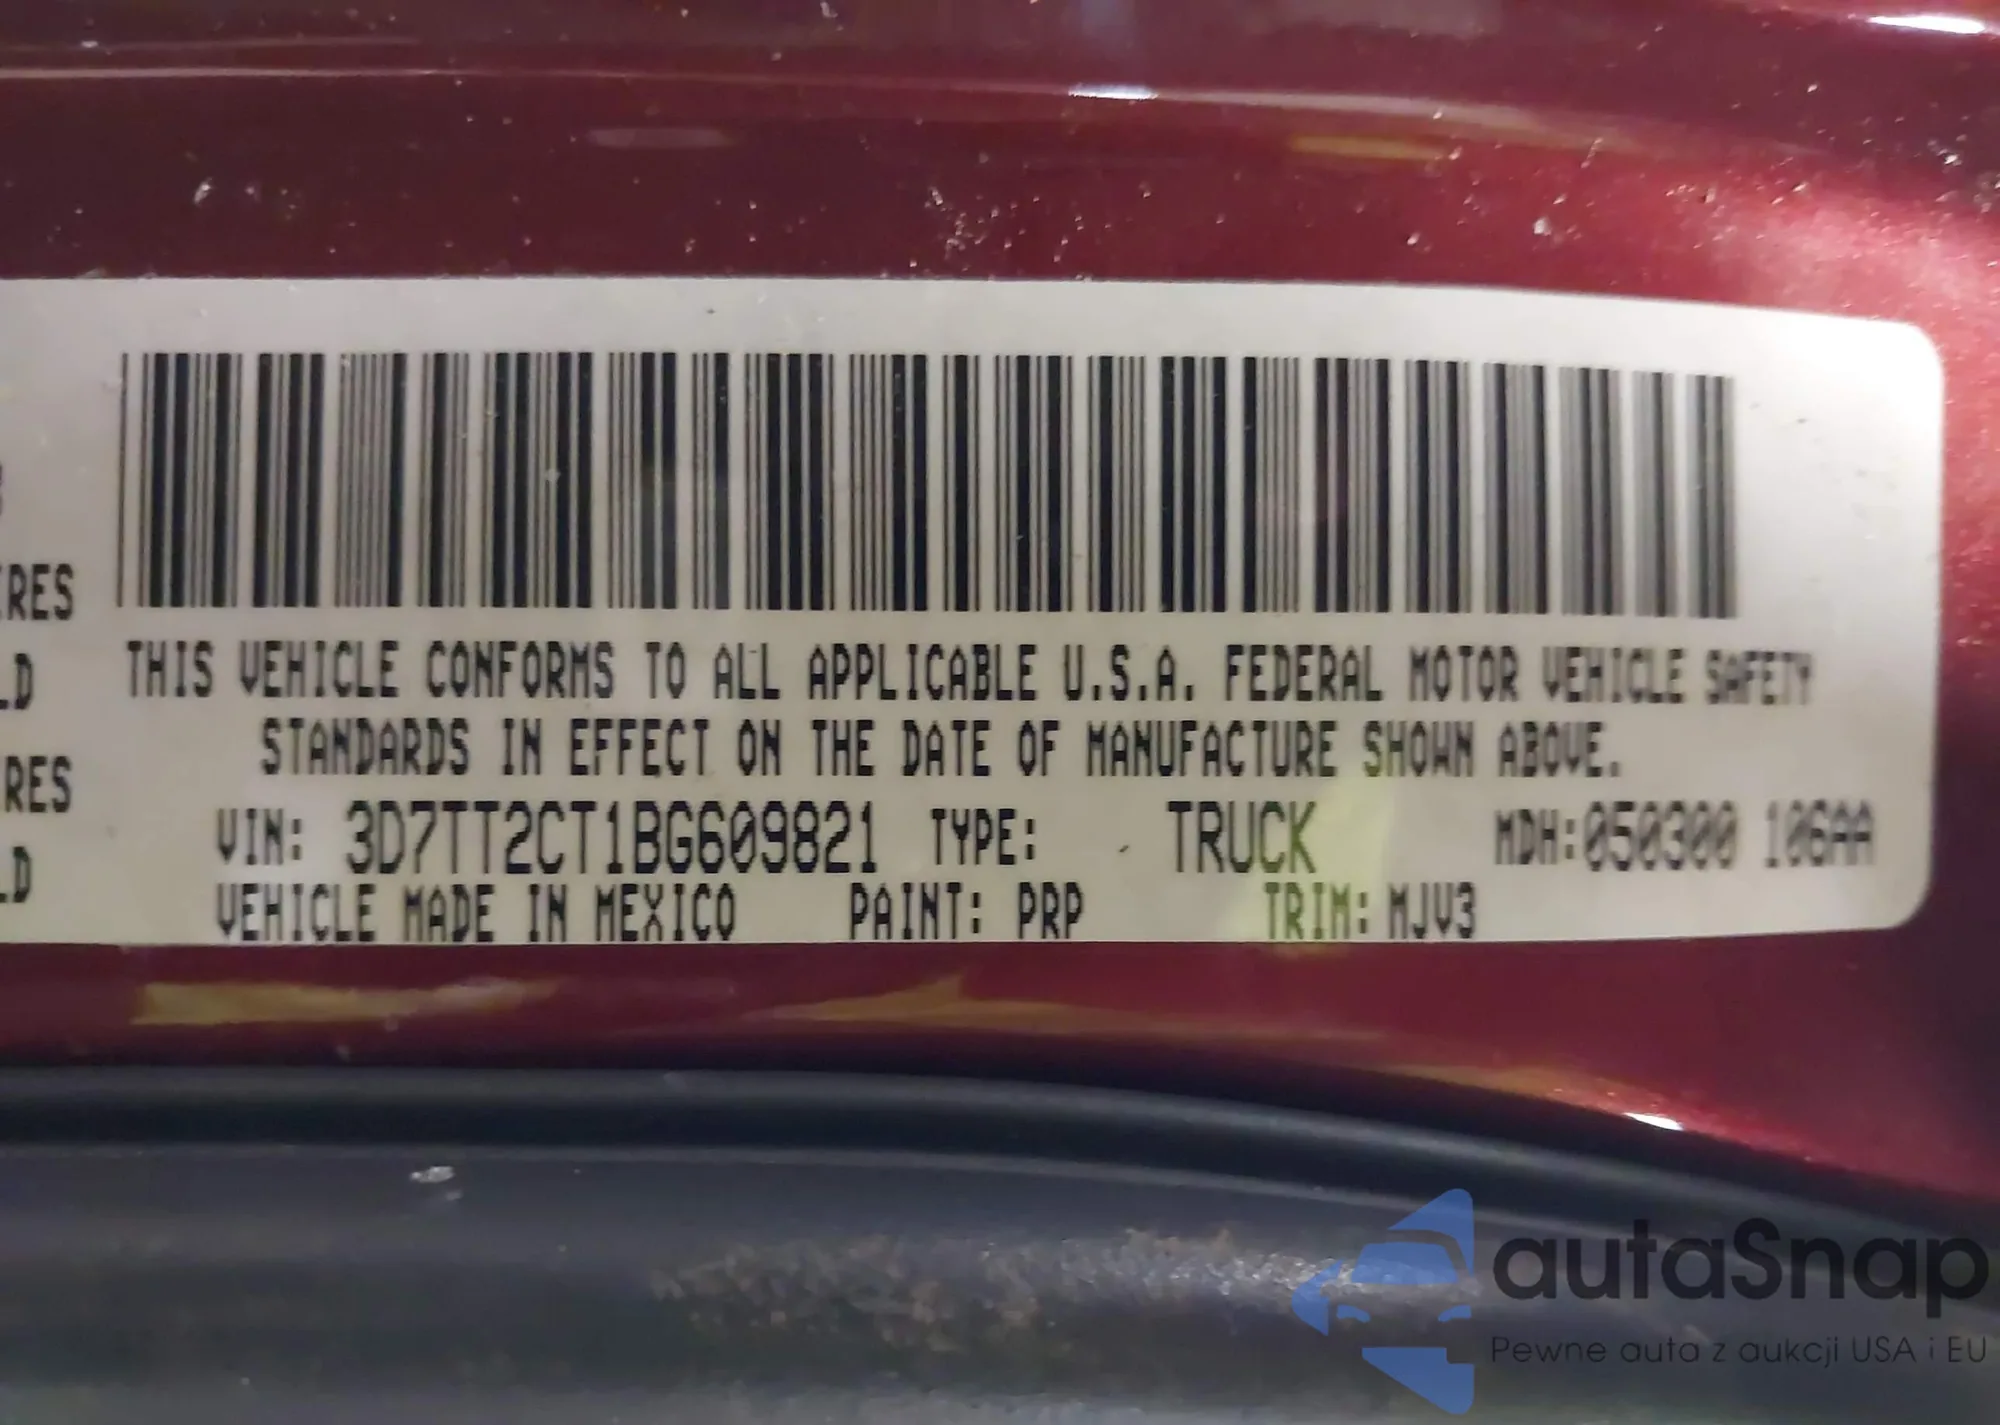 IRES
LD
RES
LD
THIS VEHICLE CONFORMS TO ALL APPLICABLE U.S.A. FEDERAL MOTOR VEHICLE SAFETY
STANDARDS IN EFFECT ON THE DATE OF MANUFACTURE SHOWN ABOVE.
VIN: 3D7TT2CT1BG609821 TYPE: TRUCK MDH:050300 106AA
VEHICLE MADE IN MEXICO PAINT: PRP TRIM: MJV3
autaSnap
Pewne auta z aukcji USA i EU